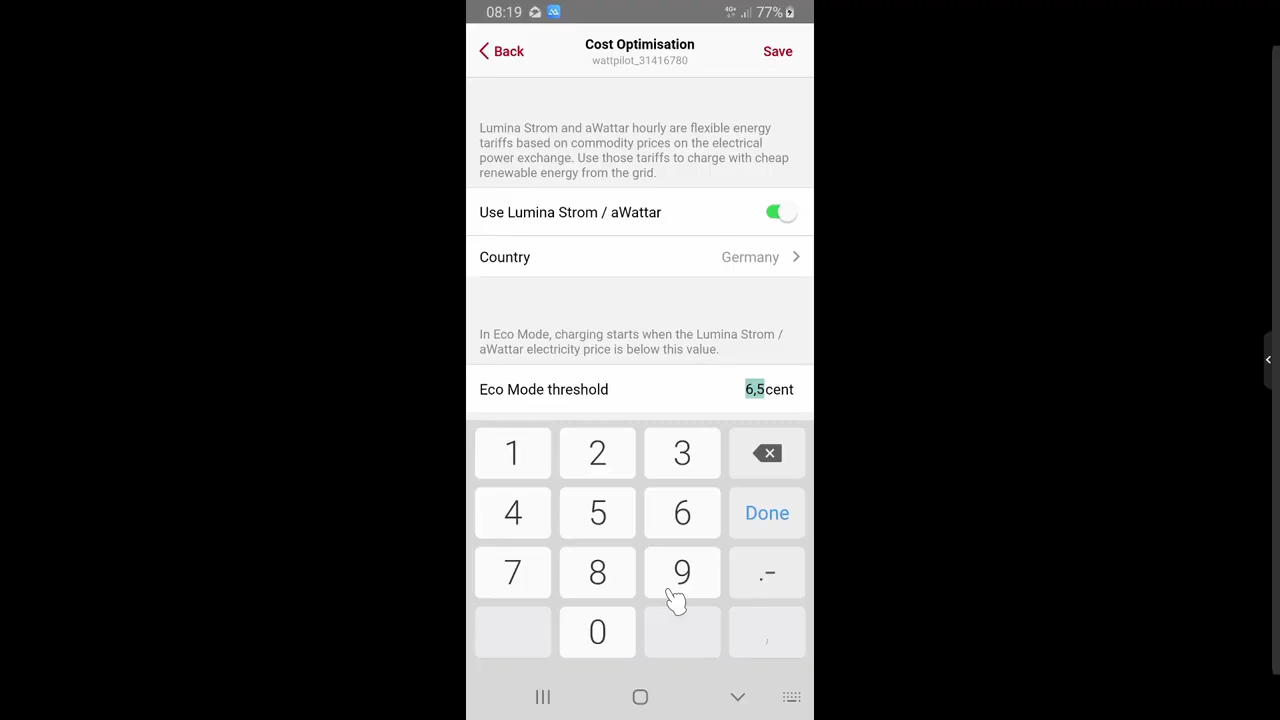 08:19 4G+ 77%
Back Cost Optimisation Save
wattpilot_31416780
Lumina Strom and aWattar hourly are flexible energy
tariffs based on commodity prices on the electrical
power exchange. Use those tariffs to charge with cheap
renewable energy from the grid.
Use Lumina Strom / aWattar
Country Germany
In Eco Mode, charging starts when the Lumina Strom /
aWattar electricity price is below this value.
Eco Mode threshold 6,5 cent
1 2 3
4 5 6 Done
7 8 9 .-
0 ,